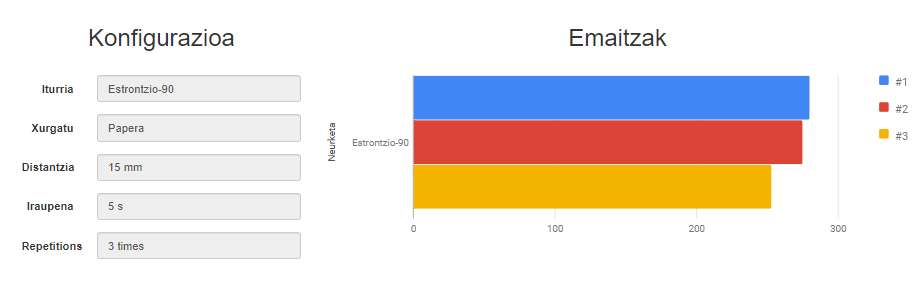 Konfigurazioa
Iturria Estrontzio-90
Xurgatu Papera
Distantzia 15 mm
Iraupena 5 s
Repetitions 3 times
Emaitzak
Neurketa
Estrontzio-90
0 100 200 300
#1
#2
#3